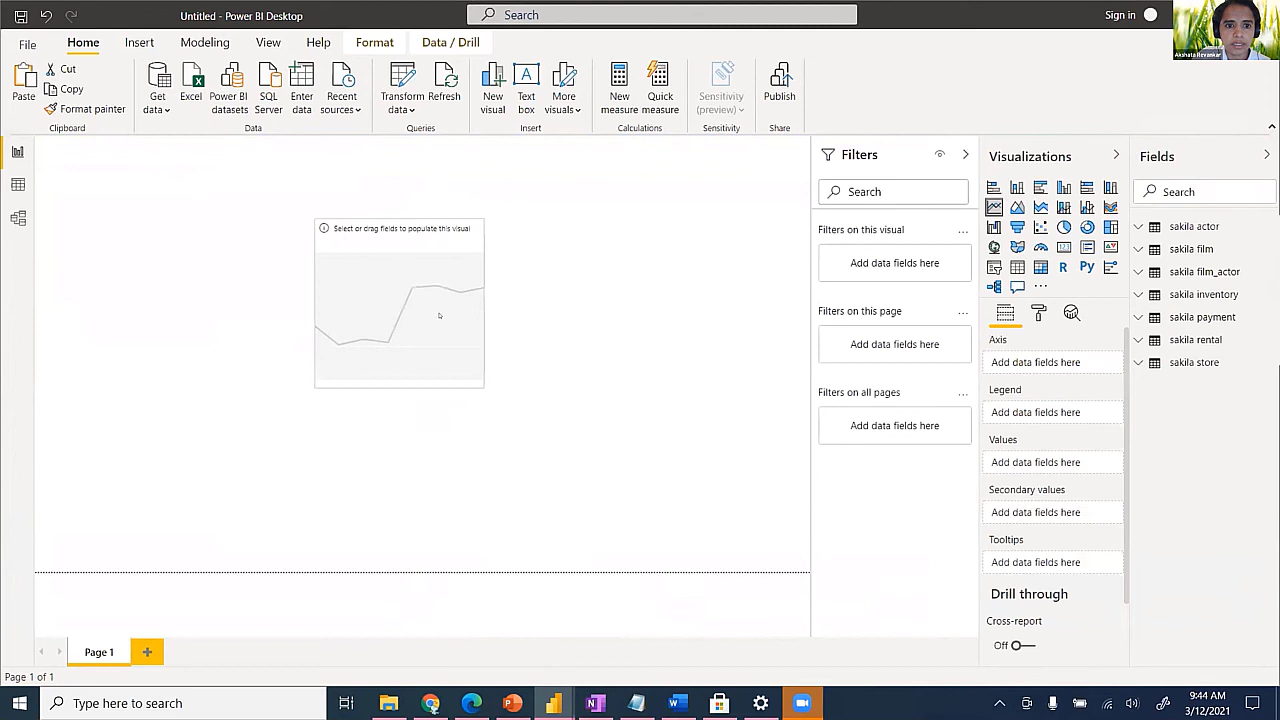 Untitled - Power BI Desktop
Search
Sign in
Akshata Revankar
File
Home
Insert
Modeling
View
Help
Format
Data / Drill
Paste
Cut
Copy
Format painter
Clipboard
Get data
Excel
Power BI datasets
SQL Server
Enter data
Recent sources
Data
Transform data
Refresh
Queries
New visual
Text box
More visuals
Insert
New measure
Quick measure
Calculations
Sensitivity (preview)
Sensitivity
Publish
Share
Select or drag fields to populate this visual
Filters
Search
Filters on this visual
...
Add data fields here
Filters on this page
...
Add data fields here
Filters on all pages
...
Add data fields here
Visualizations
R
Py
...
Axis
Add data fields here
Legend
Add data fields here
Values
Add data fields here
Secondary values
Add data fields here
Tooltips
Add data fields here
Drill through
Cross-report
Off
Fields
Search
sakila actor
sakila film
sakila film_actor
sakila inventory
sakila payment
sakila rental
sakila store
Page 1
+
Page 1 of 1
Type here to search
9:44 AM
3/12/2021